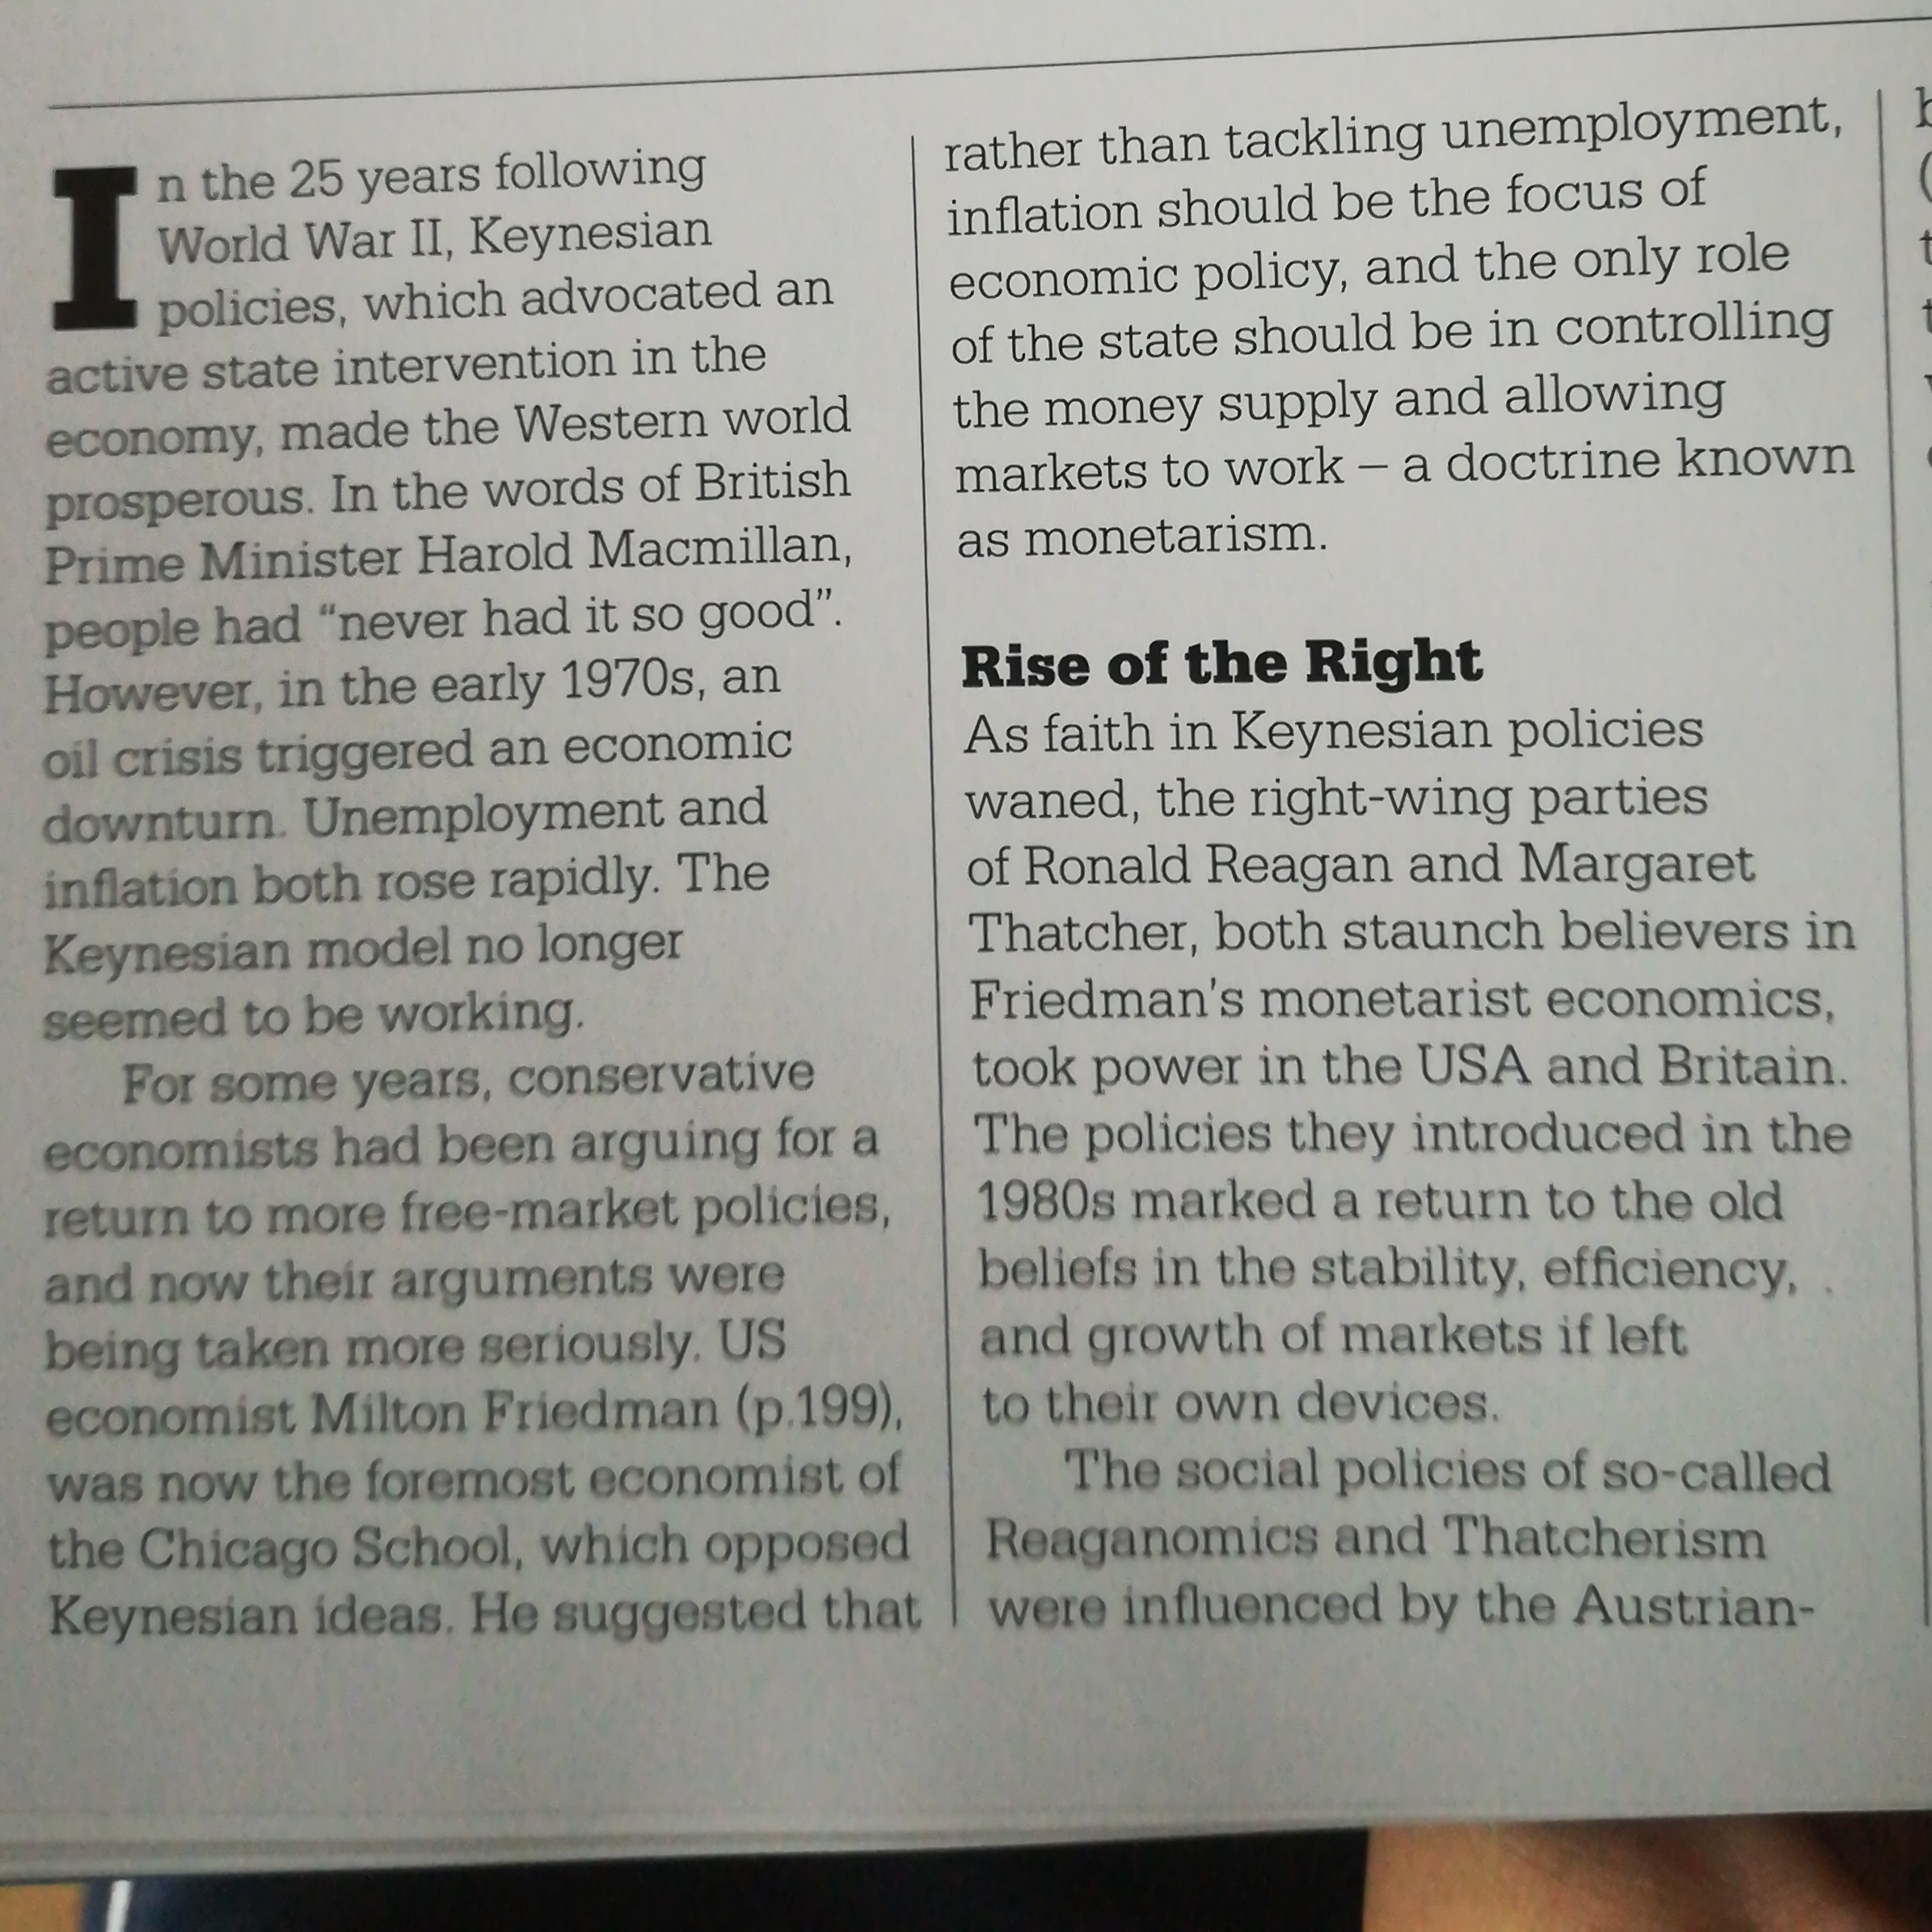 In the 25 years following
World War II, Keynesian
policies, which advocated an
active state intervention in the
economy, made the Western world
prosperous. In the words of British
Prime Minister Harold Macmillan,
people had “never had it so good”.
However, in the early 1970s, an
oil crisis triggered an economic
downturn. Unemployment and
inflation both rose rapidly. The
Keynesian model no longer
seemed to be working.
For some years, conservative
economists had been arguing for a
return to more free-market policies,
and now their arguments were
being taken more seriously. US
economist Milton Friedman (p.199),
was now the foremost economist of
the Chicago School, which opposed
Keynesian ideas. He suggested that
rather than tackling unemployment,
inflation should be the focus of
economic policy, and the only role
of the state should be in controlling
the money supply and allowing
markets to work – a doctrine known
as monetarism.
Rise of the Right
As faith in Keynesian policies
waned, the right-wing parties
of Ronald Reagan and Margaret
Thatcher, both staunch believers in
Friedman’s monetarist economics,
took power in the USA and Britain.
The policies they introduced in the
1980s marked a return to the old
beliefs in the stability, efficiency,
and growth of markets if left
to their own devices.
The social policies of so-called
Reaganomics and Thatcherism
were influenced by the Austrian-